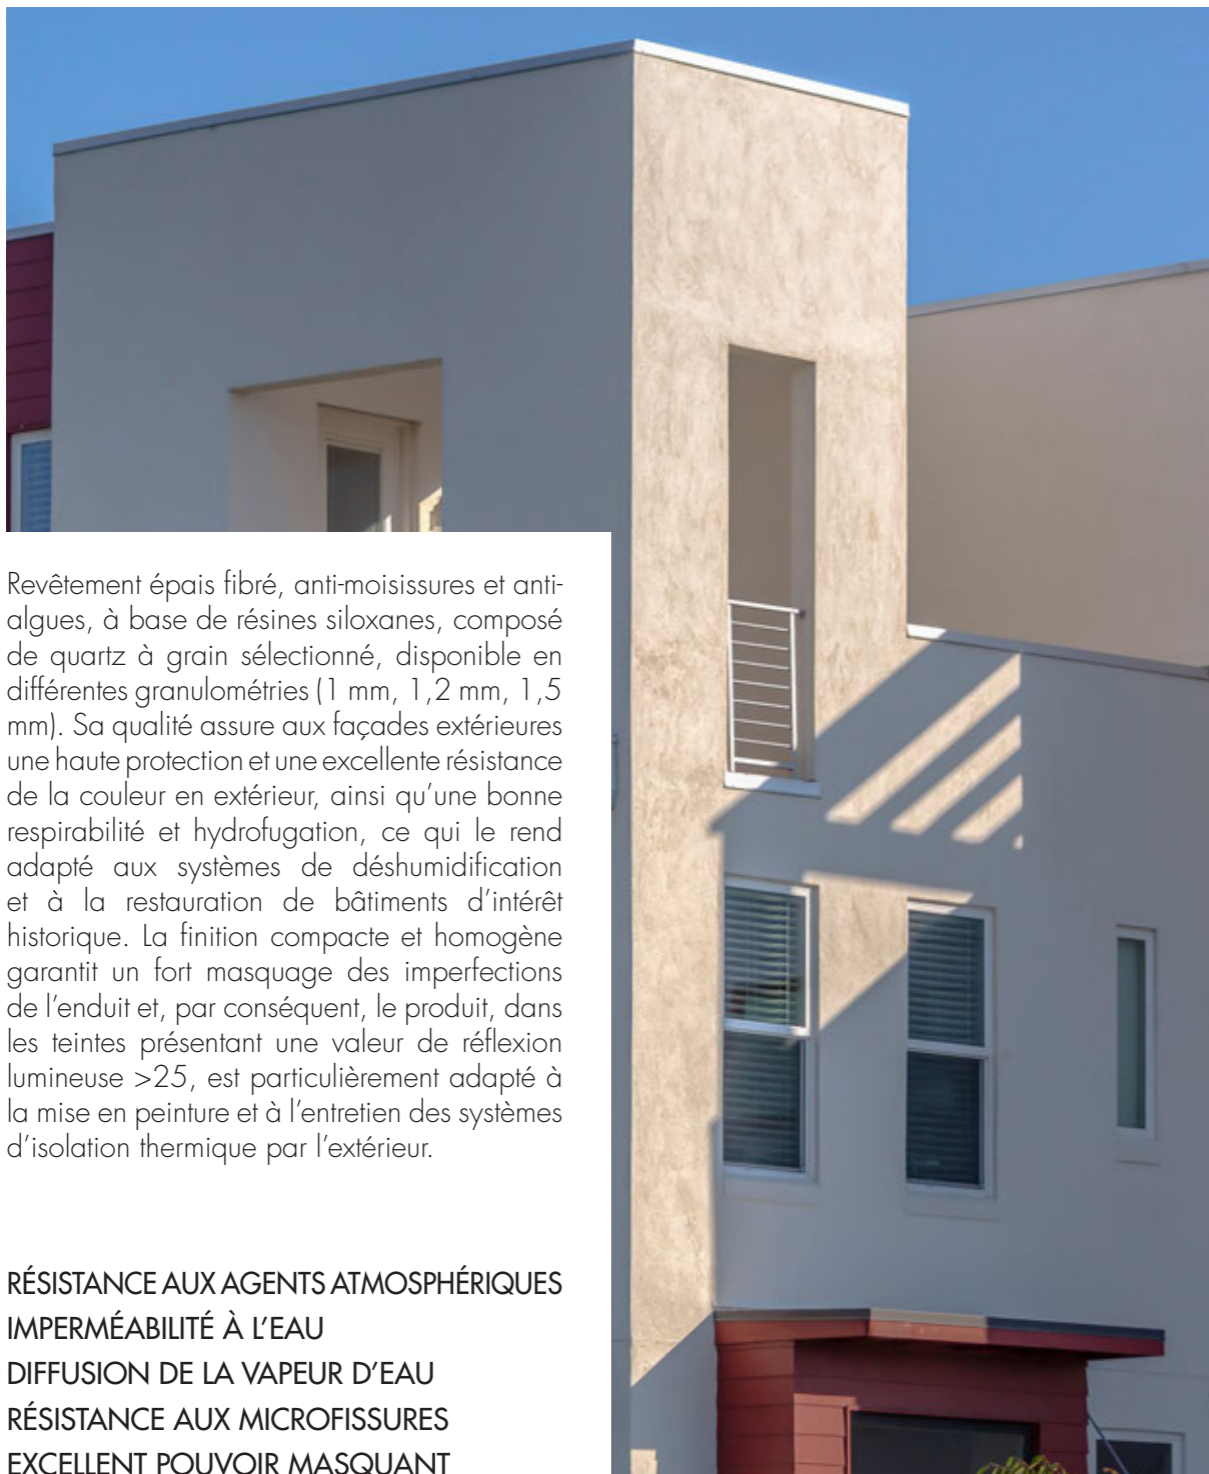 Revêtement épais fibré, anti-moisissures et anti-
algues, à base de résines siloxanes, composé
de quartz à grain sélectionné, disponible en
différentes granulométries (1 mm, 1,2 mm, 1,5
mm). Sa qualité assure aux façades extérieures
une haute protection et une excellente résistance
de la couleur en extérieur, ainsi qu’une bonne
respirabilité et hydrofugation, ce qui le rend
adapté aux systèmes de déshumidification
et à la restauration de bâtiments d’intérêt
historique. La finition compacte et homogène
garantit un fort masquage des imperfections
de l’enduit et, par conséquent, le produit, dans
les teintes présentant une valeur de réflexion
lumineuse >25, est particulièrement adapté à
la mise en peinture et à l’entretien des systèmes
d’isolation thermique par l’extérieur.
RÉSISTANCE AUX AGENTS ATMOSPHÉRIQUES
IMPERMÉABILITÉ À L’EAU
DIFFUSION DE LA VAPEUR D’EAU
RÉSISTANCE AUX MICROFISSURES
EXCELLENT POUVOIR MASQUANT